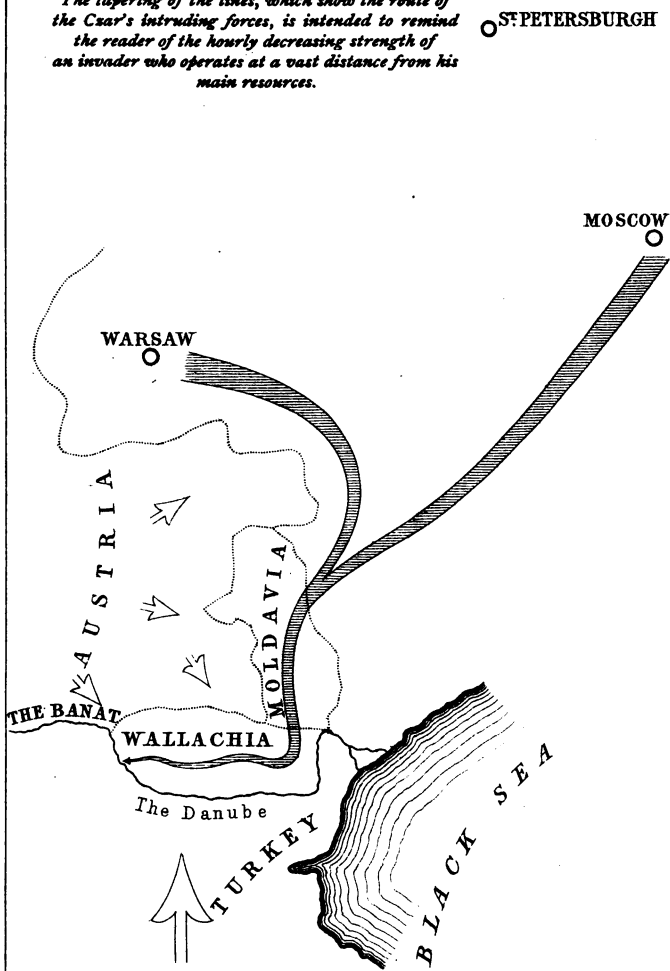 The tapering of the lines, which show the route of
the Czar's intruding forces, is intended to remind
the reader of the hourly decreasing strength of
an invader who operates at a vast distance from his
main resources.
ST. PETERSBURGH
MOSCOW
WARSAW
AUSTRIA
MOLDAVIA
THE BANAT
WALLACHIA
The Danube
TURKEY
BLACK SEA